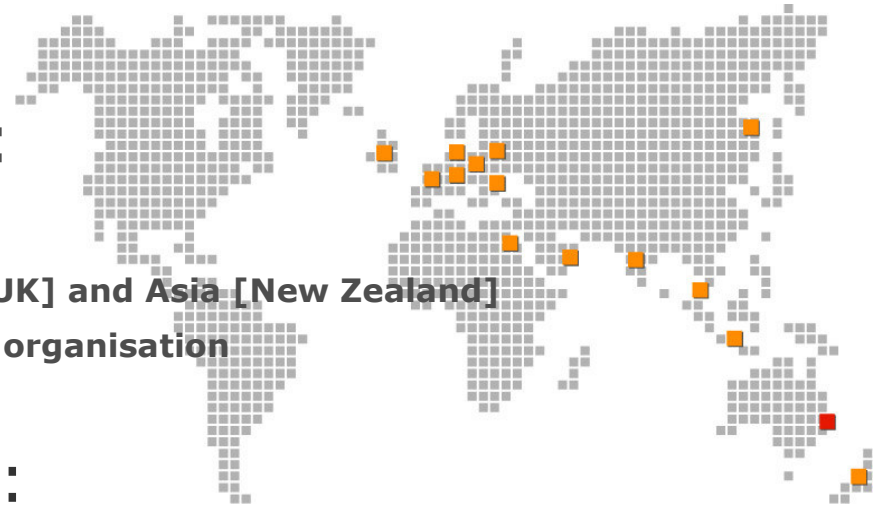 :
UK] and Asia [New Zealand]
organisation
: